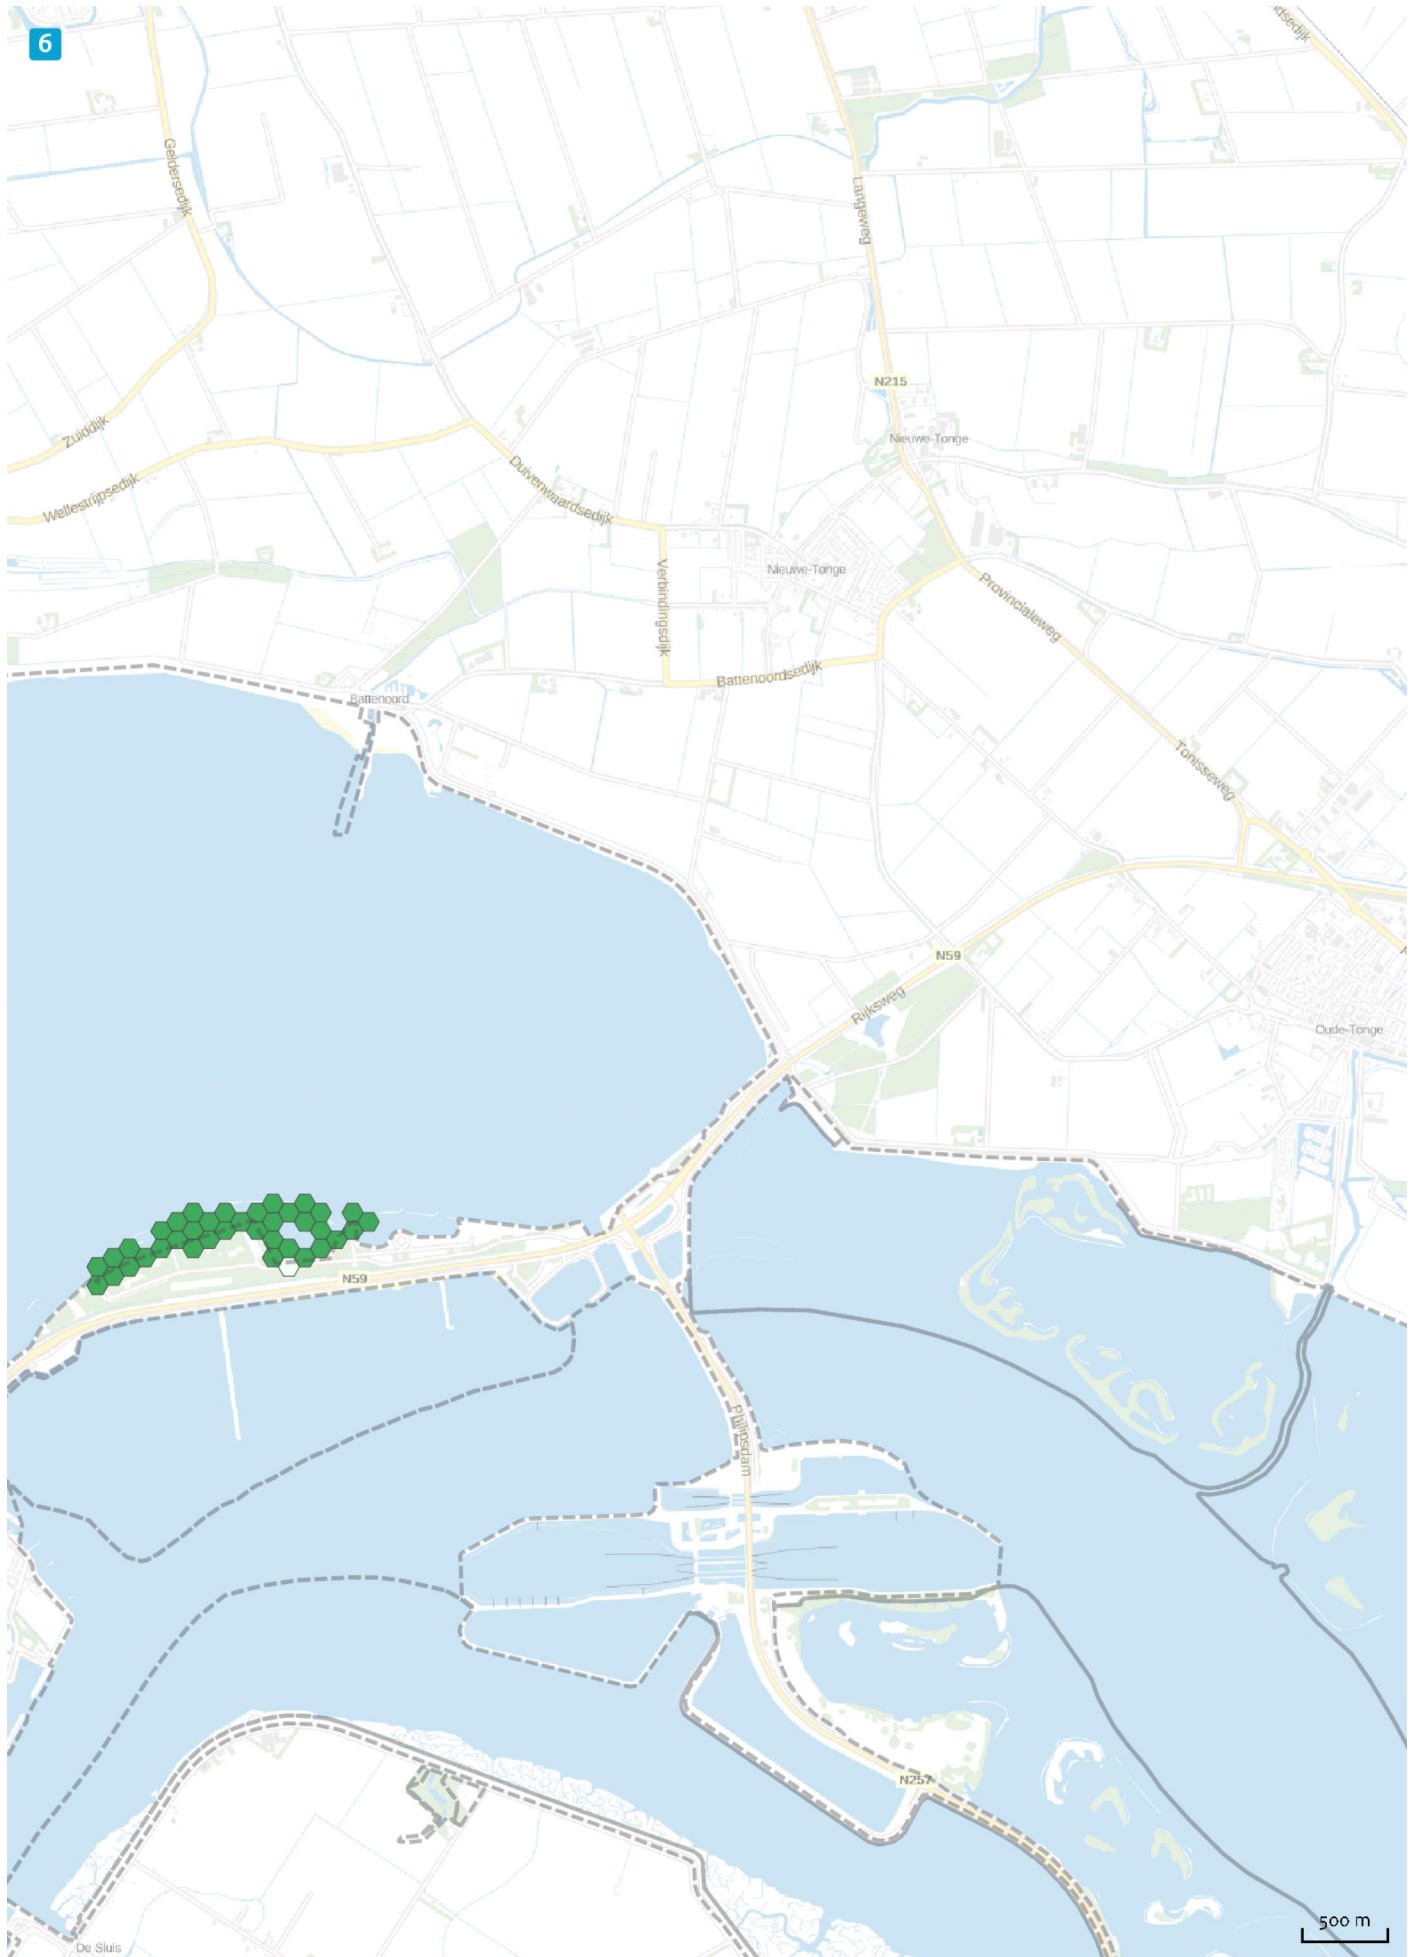 6
dsedijk
Geldersedijk
Langeweg
N215
Zuiddijk
Nieuwe-Tonge
Wellestrijpsedijk
Duivenwaardsedijk
Nieuwe-Tonge
Verbindingsdijk
Provincialeweg
Battenoordsedijk
Battenoord
Tonisseweg
N59
Rijksweg
Oude-Tonge
N59
Philipsdam
N257
500 m
De Sluis